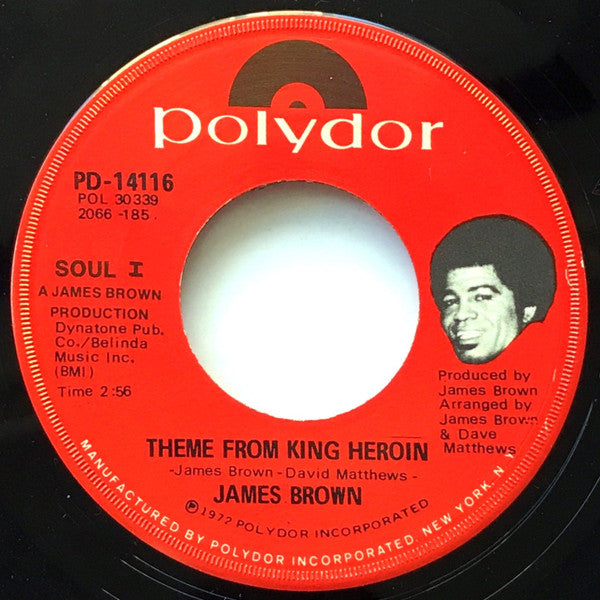 polydor
PD-14116
POL 30339
2066 -185.
SOUL I
A JAMES BROWN
PRODUCTION
Dynatone Pub.
Co./Belinda
Music Inc.
(BMI)
Time 2:56
Produced by
James Brown
Arranged by
James Brown
& Dave
Matthews
THEME FROM KING HEROIN
-James Brown - David Matthews -
JAMES BROWN
Ⓟ1972 POLYDOR INCORPORATED
MANUFACTURED BY POLYDOR INCORPORATED, NEW YORK, N.Y.